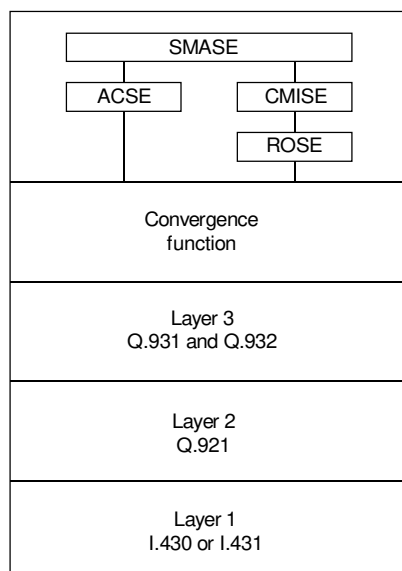 SMASE
ACSE
CMISE
ROSE
Convergence
function
Layer 3
Q.931 and Q.932
Layer 2
Q.921
Layer 1
I.430 or I.431